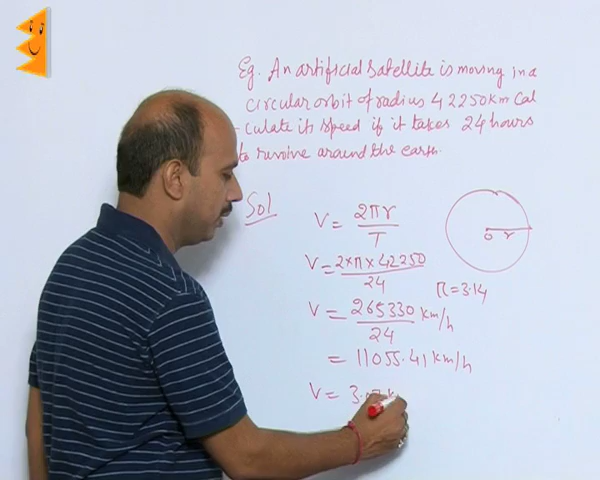 Eg. An artificial satellite is moving in a
circular orbit of radius 42250 km Cal
-culate its speed if it takes 24 hours
to revolve around the earth.
Sol
V = 2πr / T
V = 2×π×42250 / 24
V = 265330 / 24 km/h
= 11055.41 km/h
V =
0 r
π = 3.14